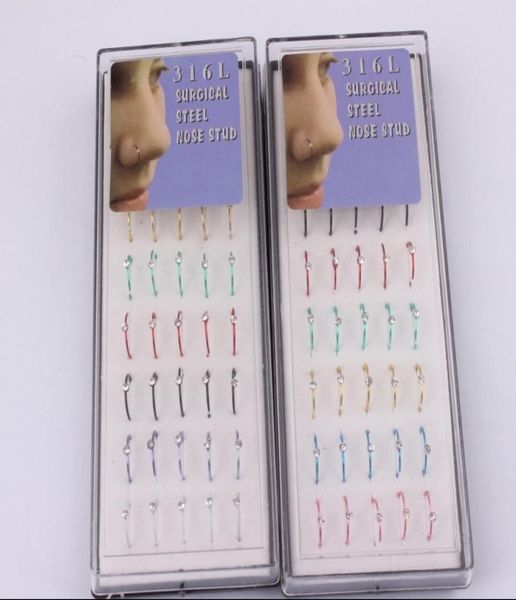 316L
SURGICAL
STEEL
NOSE STUD
316L
SURGICAL
STEEL
NOSE STUD